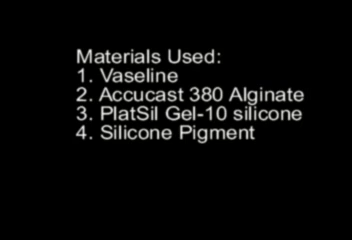 Materials Used:
1. Vaseline
2. Accucast 380 Alginate
3. PlatSil Gel-10 silicone
4. Silicone Pigment